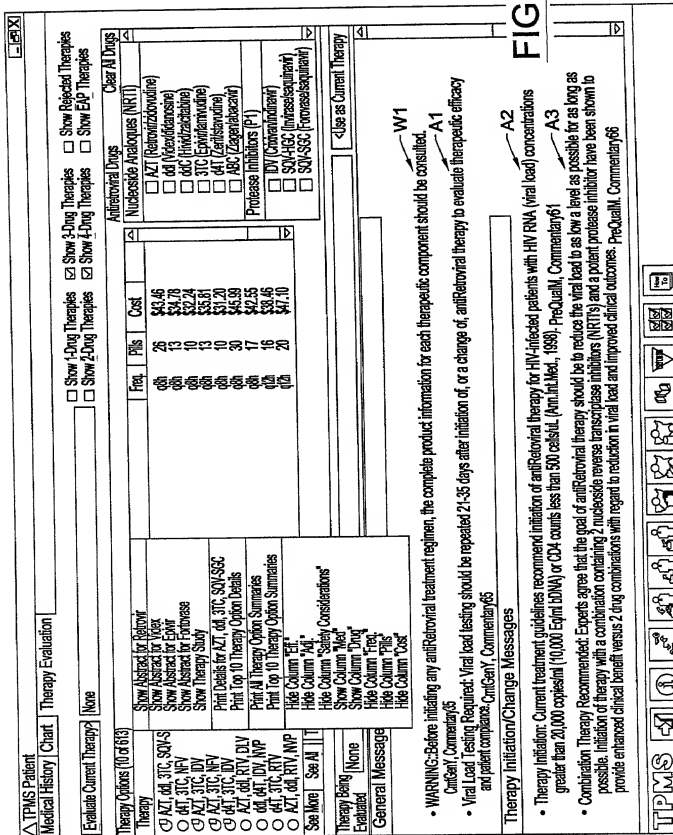 TPMS Patient
Medical History Chart Therapy Evaluation
Evaluate Current Therapy? None
Show 1-Drug Therapies Show 3-Drug Therapies Show Rejected Therapies
Show 2-Drug Therapies Show 4-Drug Therapies Show EAP Therapies
Therapy Options (10 of 613)
Therapy
AZT, ddI, 3TC, SQV-S
d4T, 3TC, NFV
AZT, 3TC, IDV
AZT, 3TC, NFV
d4T, 3TC, IDV
AZT, ddI, RTV, DLV
ddI, d4T, IDV, NVP
d4T, 3TC, RTV
AZT, ddI, RTV, NVP
See More See All T
Show Abstract for Retrovir
Show Abstract for Videx
Show Abstract for Epivir
Show Abstract for Fortovase
Show Therapy Study
Print Details for AZT, ddI, 3TC, SQV-SGC
Print Top 10 Therapy Option Details
Print All Therapy Option Summaries
Print Top 10 Therapy Option Summaries
Hide Column "Eff."
Hide Column "Adj."
Hide Column "Safety Considerations"
Show Column "Med"
Show Column "Drug"
Hide Column "Freq."
Hide Column "Pills"
Hide Column "Cost"
Freq. Pills Cost
q8h 26 $43.46
q8h 13 $34.78
q8h 10 $32.24
q8h 13 $35.81
q8h 10 $31.20
q8h 30 $45.99
q8h 17 $42.55
q12h 16 $38.46
q12h 20 $47.10
Antiretroviral Drugs Clear All Drugs
Nucleoside Analogues (NRTI)
AZT (Retrovir/zidovudine)
ddI (Videx/didanosine)
ddC (Hivid/zalcitabine)
3TC (Epivir/lamivudine)
d4T (Zerit/stavudine)
ABC (Ziagen/abacavir)
Protease Inhibitors (P1)
IDV (Crixivan/indinavir)
SQV-HGC (Invirase/saquinavir)
SQV-SGC (Forovase/saquinavir)
Therapy Being Evaluated None
<Use as Current Therapy
General Message
• WARNING::Before initiating any antiRetroviral treatment regimen, the complete product information for each therapeutic component should be consulted. W1
CmtGenY, Commentary35
• Viral Load Testing Required: Viral load testing should be repeated 21-35 days after initiation of, or a change of, antiRetroviral therapy to evaluate therapeutic efficacy A1
and patient compliance. CmtGenY, Commentary65
Therapy Initiation/Change Messages
• Therapy Initiation: Current treatment guidelines recommend initiation of antiRetoviral therapy for HIV-infected patients with HIV RNA (viral load) concentrations A2
greater than 20,000 copies/ml (10,000 Eq/ml bDNA) or CD4 counts less than 500 cells/uL (Ann.Int.Med., 1998). PreQualM, Commentary61
A3
• Combination Therapy Recommended: Experts agree that the goal of antiRetroviral therapy should be to reduce the viral load to as low a level as possible for as long as
possible. Initiation of therapy with a combination containing 2 nucleoside reverse transcriptase inhibitors (NRTI's) and a potent protease inhibitor have been shown to
provide enhanced clinical benefit versus 2 drug combinations with regard to reduction in viral load and improved clinical outcomes. PreQualM. Commentary66
TPMS
How To
FIG